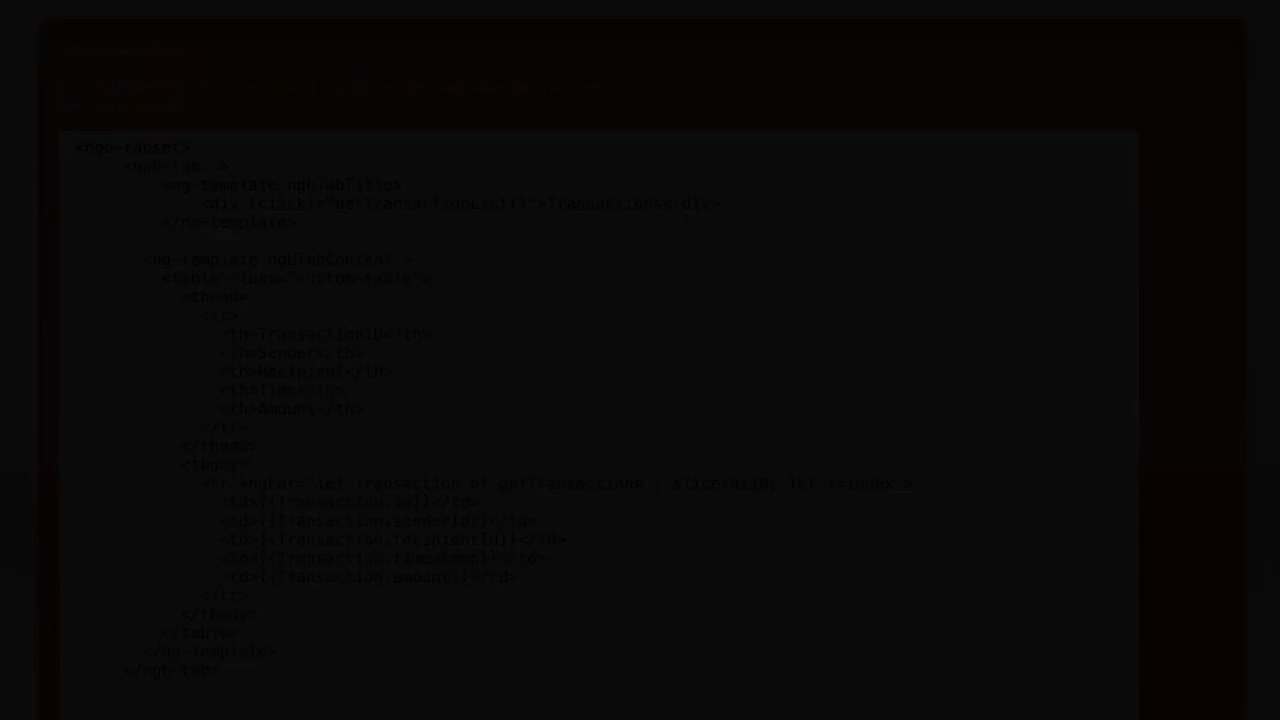 <ngb-tabset>
<ngb-tab >
<ng-template ngbTabTitle>
<div (click)="getTransactionList()">Transactions</div>
</ng-template>
<ng-template ngbTabContent >
<table class="custom-table">
<thead>
<tr>
<th>TransactionID</th>
<th>Sender</th>
<th>Recipient</th>
<th>Time</th>
<th>Amount</th>
</tr>
</thead>
<tbody>
<tr *ngFor="let Transaction of getTransactions | slice:0:10; let i=index">
<td>{{Transaction.id}}</td>
<td>{{Transaction.senderId}}</td>
<td>{{Transaction.recipientId}}</td>
<td>{{Transaction.timestamp}}</td>
<td>{{Transaction.amount}}</td>
</tr>
</tbody>
</table>
</ng-template>
</ngb-tab>